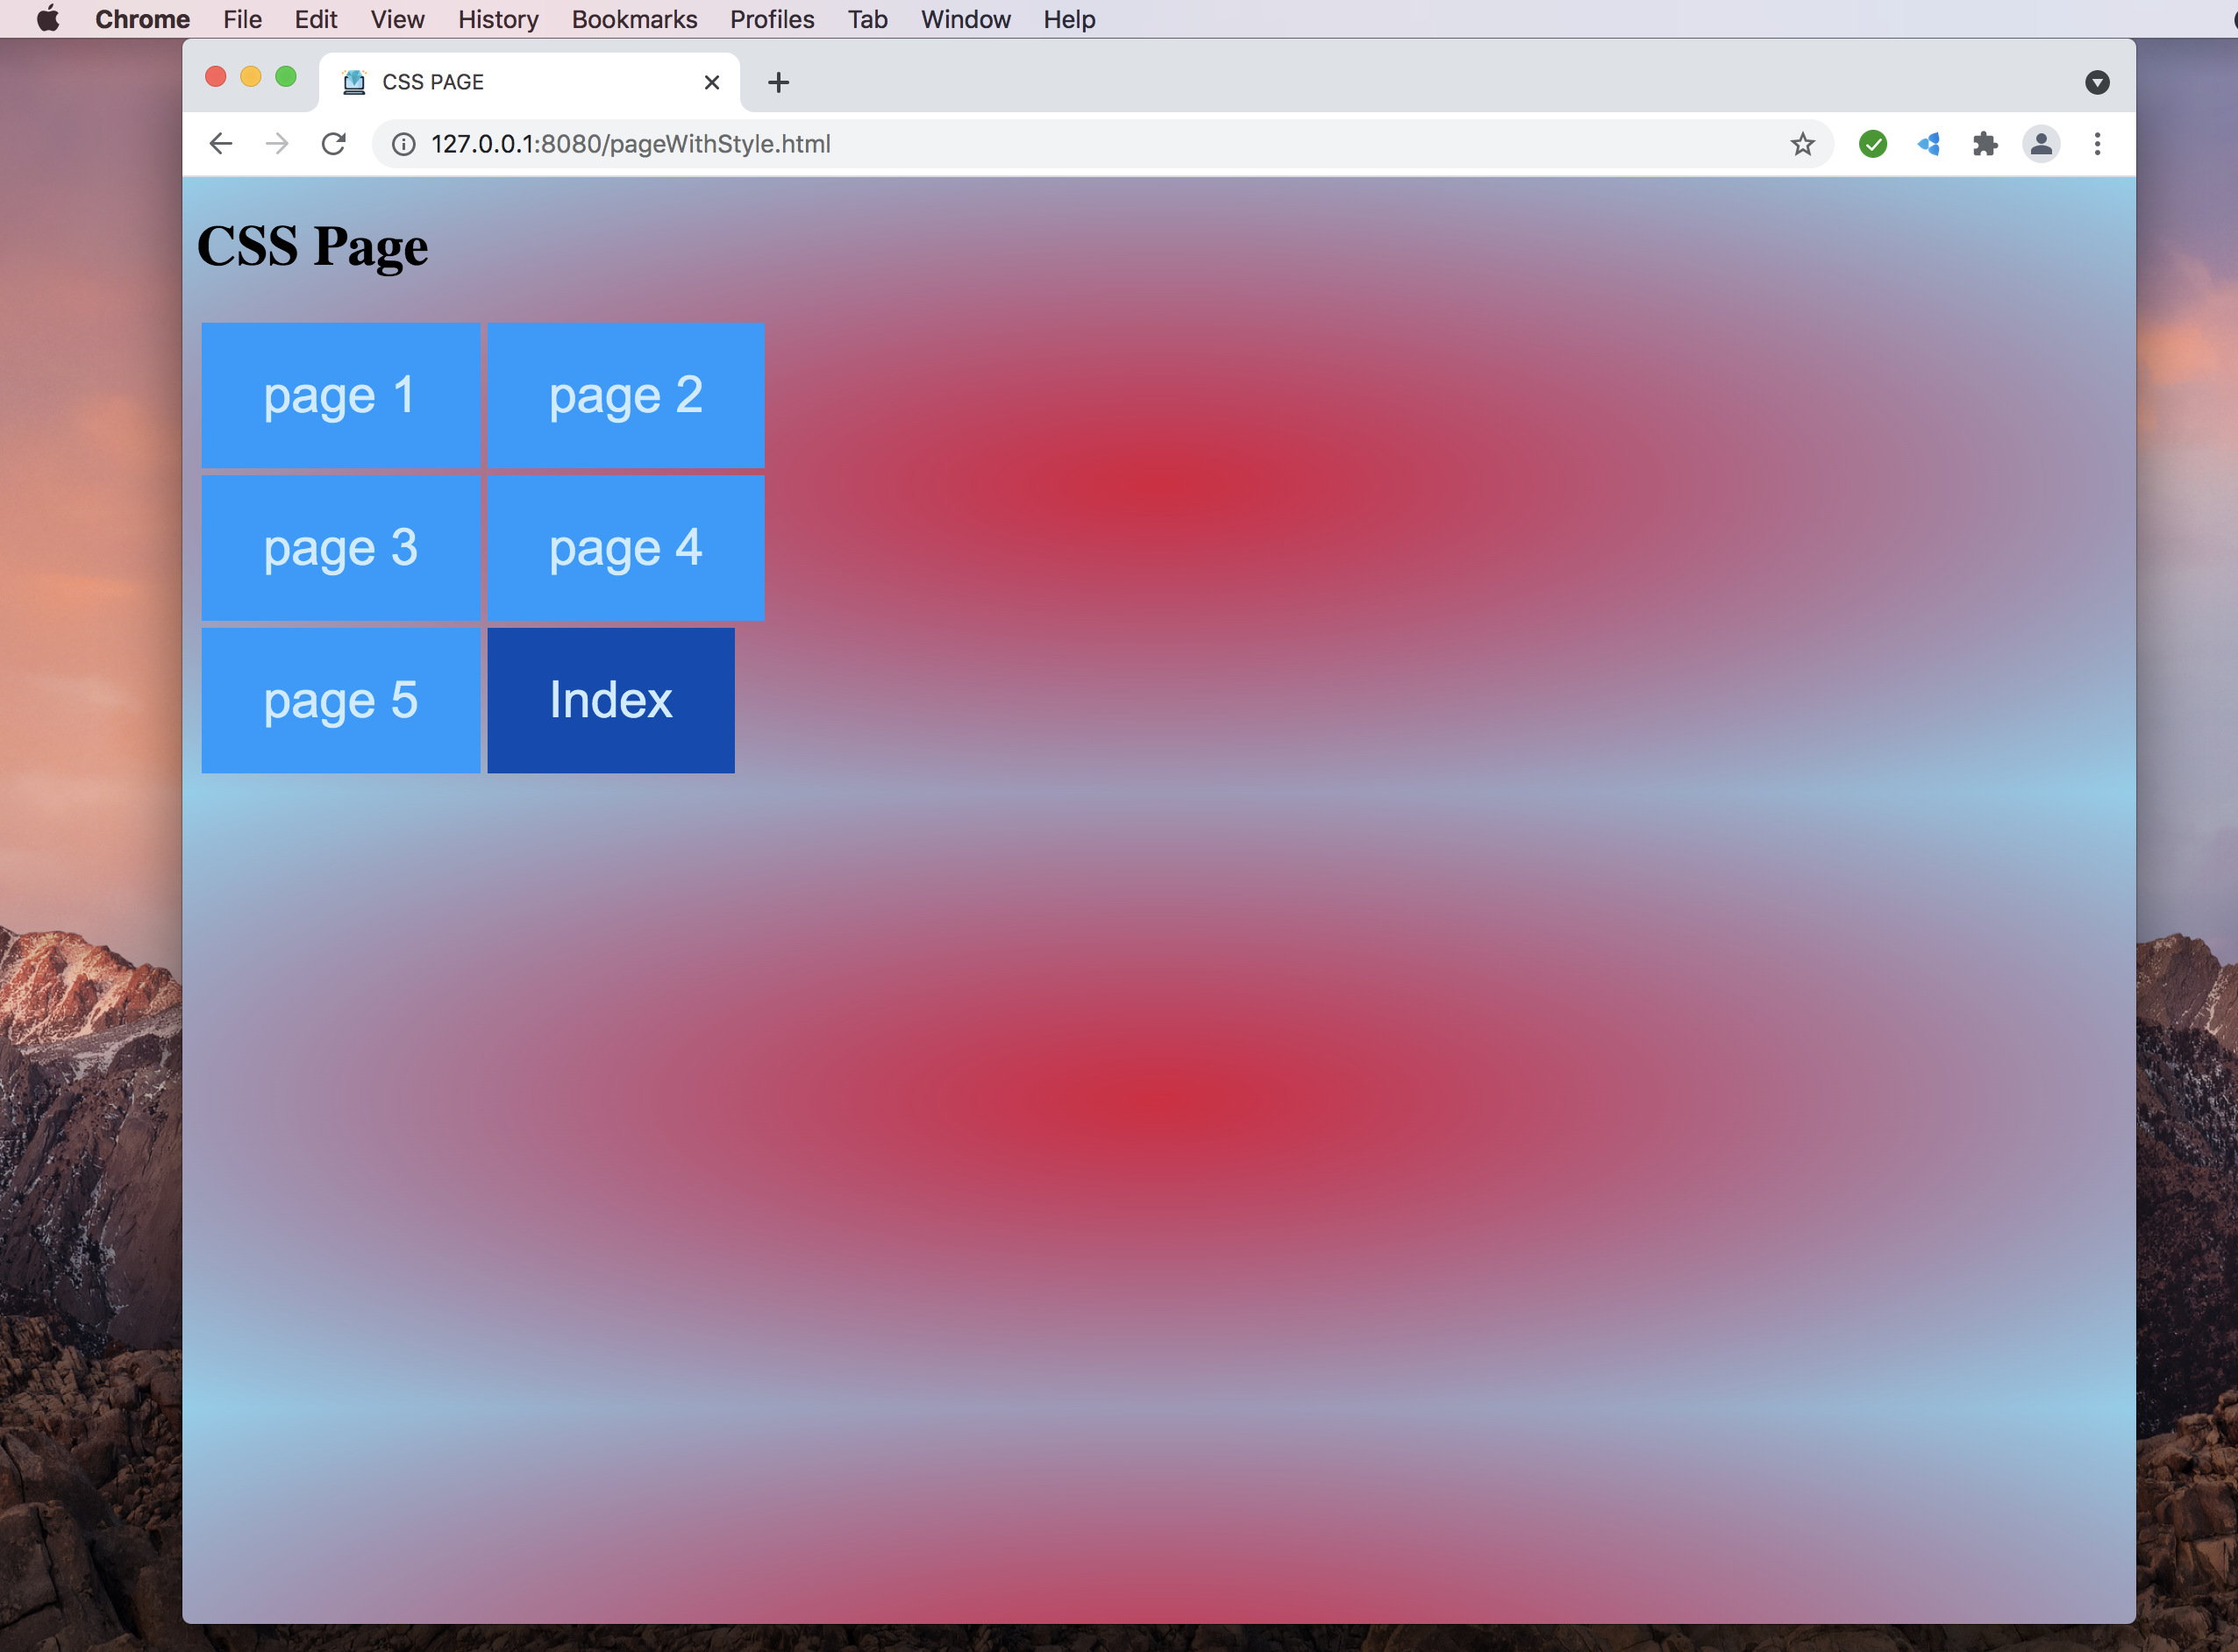 Chrome File Edit View History Bookmarks Profiles Tab Window Help
CSS PAGE
127.0.0.1:8080/pageWithStyle.html
CSS Page
page 1 page 2
page 3 page 4
page 5 Index